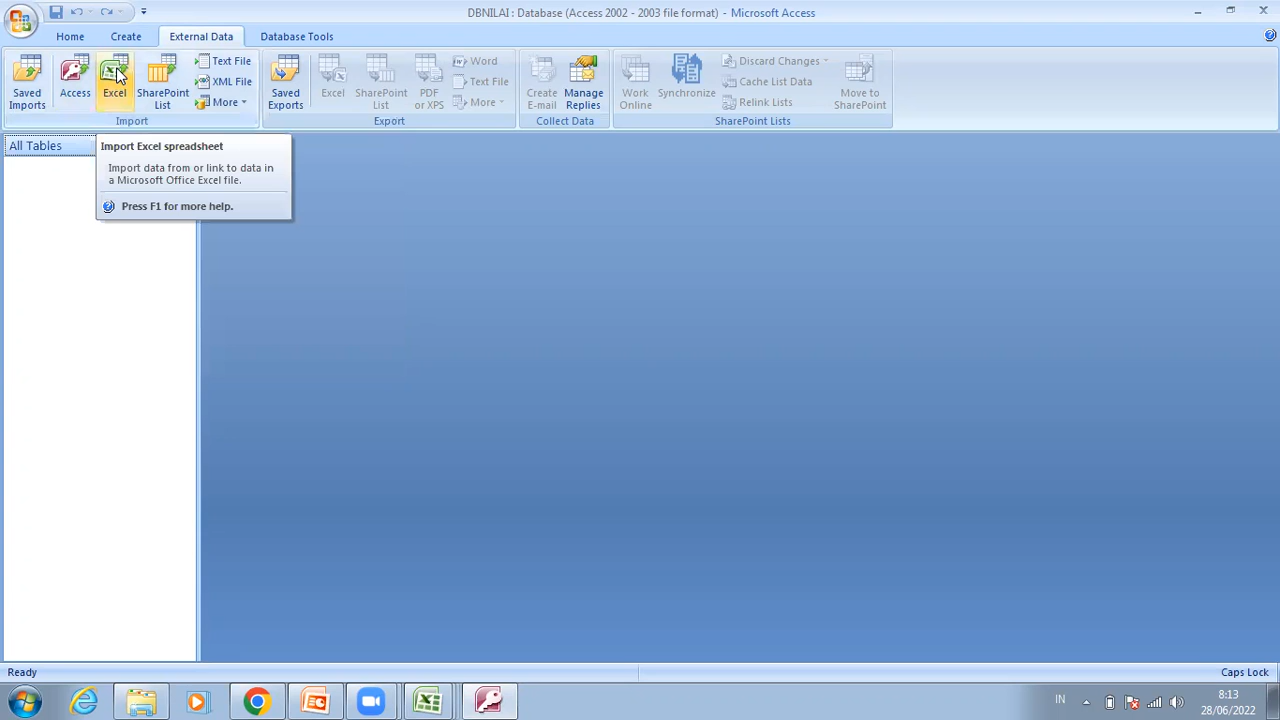 DBNILAI : Database (Access 2002 - 2003 file format) - Microsoft Access
Home Create External Data Database Tools
Saved Imports
Access
Excel
SharePoint List
Text File
XML File
More
Import
Saved Exports
Excel
SharePoint List
PDF or XPS
Word
Text File
More
Export
Create E-mail
Manage Replies
Collect Data
Work Online
Synchronize
Discard Changes
Cache List Data
Relink Lists
Move to SharePoint
SharePoint Lists
All Tables
Import Excel spreadsheet
Import data from or link to data in
a Microsoft Office Excel file.
Press F1 for more help.
Ready
Caps Lock
IN
8:13
28/06/2022